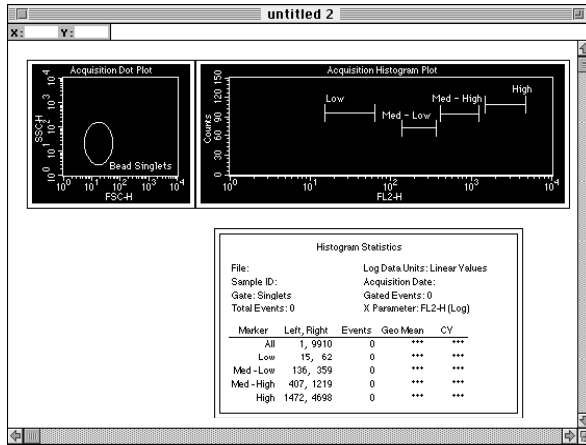 untitled 2
X: Y:
Acquisition Dot Plot
SSC-H
10^4
10^3
10^2
10^1
10^0
Bead Singlets
10^0 10^1 10^2 10^3 10^4
FSC-H
Acquisition Histogram Plot
Counts
150
120
90
60
30
0
Low
Med - Low
Med - High
High
10^0 10^1 10^2 10^3 10^4
FL2-H
Histogram Statistics
File: Log Data Units: Linear Values
Sample ID: Acquisition Date:
Gate: Singlets Gated Events: 0
Total Events: 0 X Parameter: FL2-H (Log)
Marker Left, Right Events Geo Mean CV
All 1, 9910 0 *** ***
Low 15, 62 0 *** ***
Med -Low 136, 359 0 *** ***
Med -High 407, 1219 0 *** ***
High 1472, 4698 0 *** ***